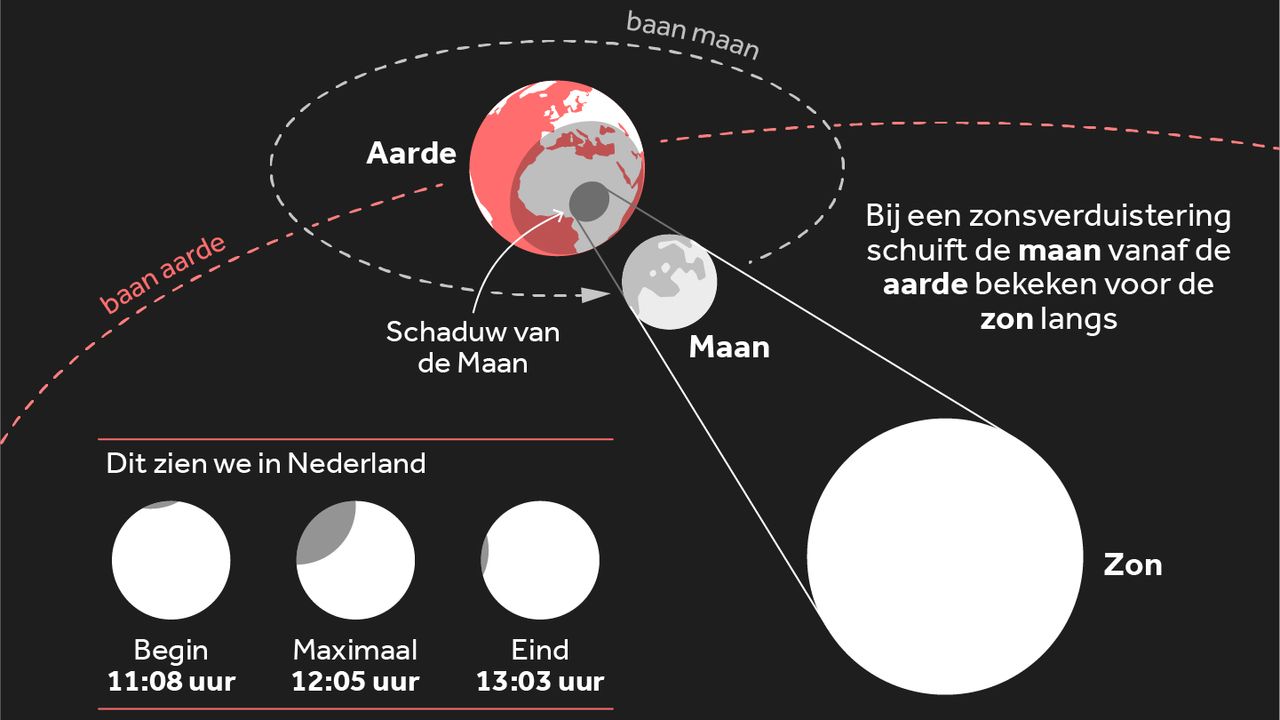 baan maan
Aarde
baan aarde
Bij een zonsverduistering
schuift de maan vanaf de
aarde bekeken voor de
zon langs
Schaduw van
de Maan
Maan
Zon
Dit zien we in Nederland
Begin
11:08 uur
Maximaal
12:05 uur
Eind
13:03 uur